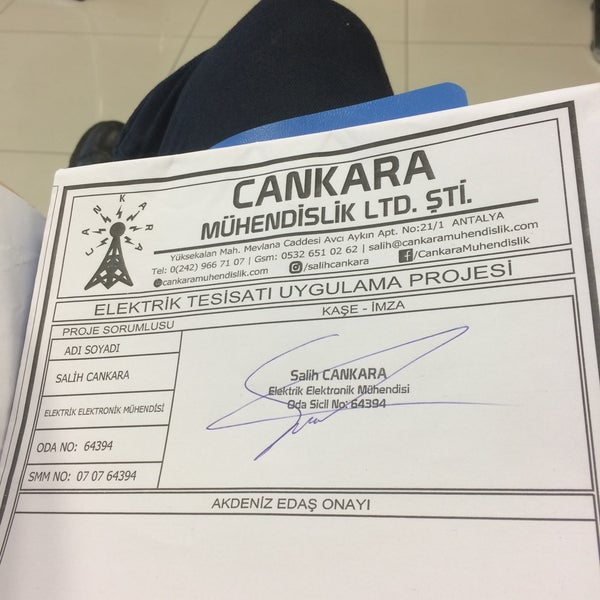 CANKARA
CANKARA
MÜHENDİSLİK LTD. ŞTİ.
Yükseksalan Mah. Mevlana Caddesi Avcı Aykın Apt. No:21/1 ANTALYA
Tel: 0(242) 966 71 07 | Gsm: 0532 651 02 62 | salih@cankaramuhendislik.com
cankaramuhendislik.com /salihcankara /CankaraMuhendislik
ELEKTRİK TESİSATI UYGULAMA PROJESİ
PROJE SORUMLUSU
KAŞE - İMZA
ADI SOYADI
SALİH CANKARA
ELEKTRİK ELEKTRONİK MÜHENDİSİ
ODA NO: 64394
SMM NO: 07 07 64394
Salih CANKARA
Elektrik Elektronik Mühendisi
Oda Sicil No: 64394
AKDENİZ EDAŞ ONAYI